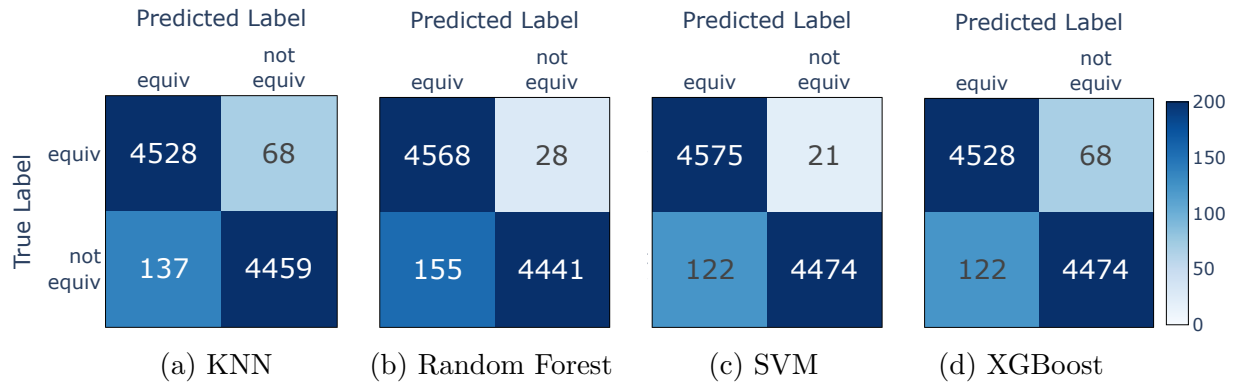 Predicted Label Predicted Label Predicted Label Predicted Label
not not not not
equiv equiv equiv equiv equiv equiv equiv equiv
True Label
equiv 4528 68 4568 28 4575 21 4528 68
not
equiv 137 4459 155 4441 122 4474 122 4474
200
150
100
50
0
(a) KNN (b) Random Forest (c) SVM (d) XGBoost